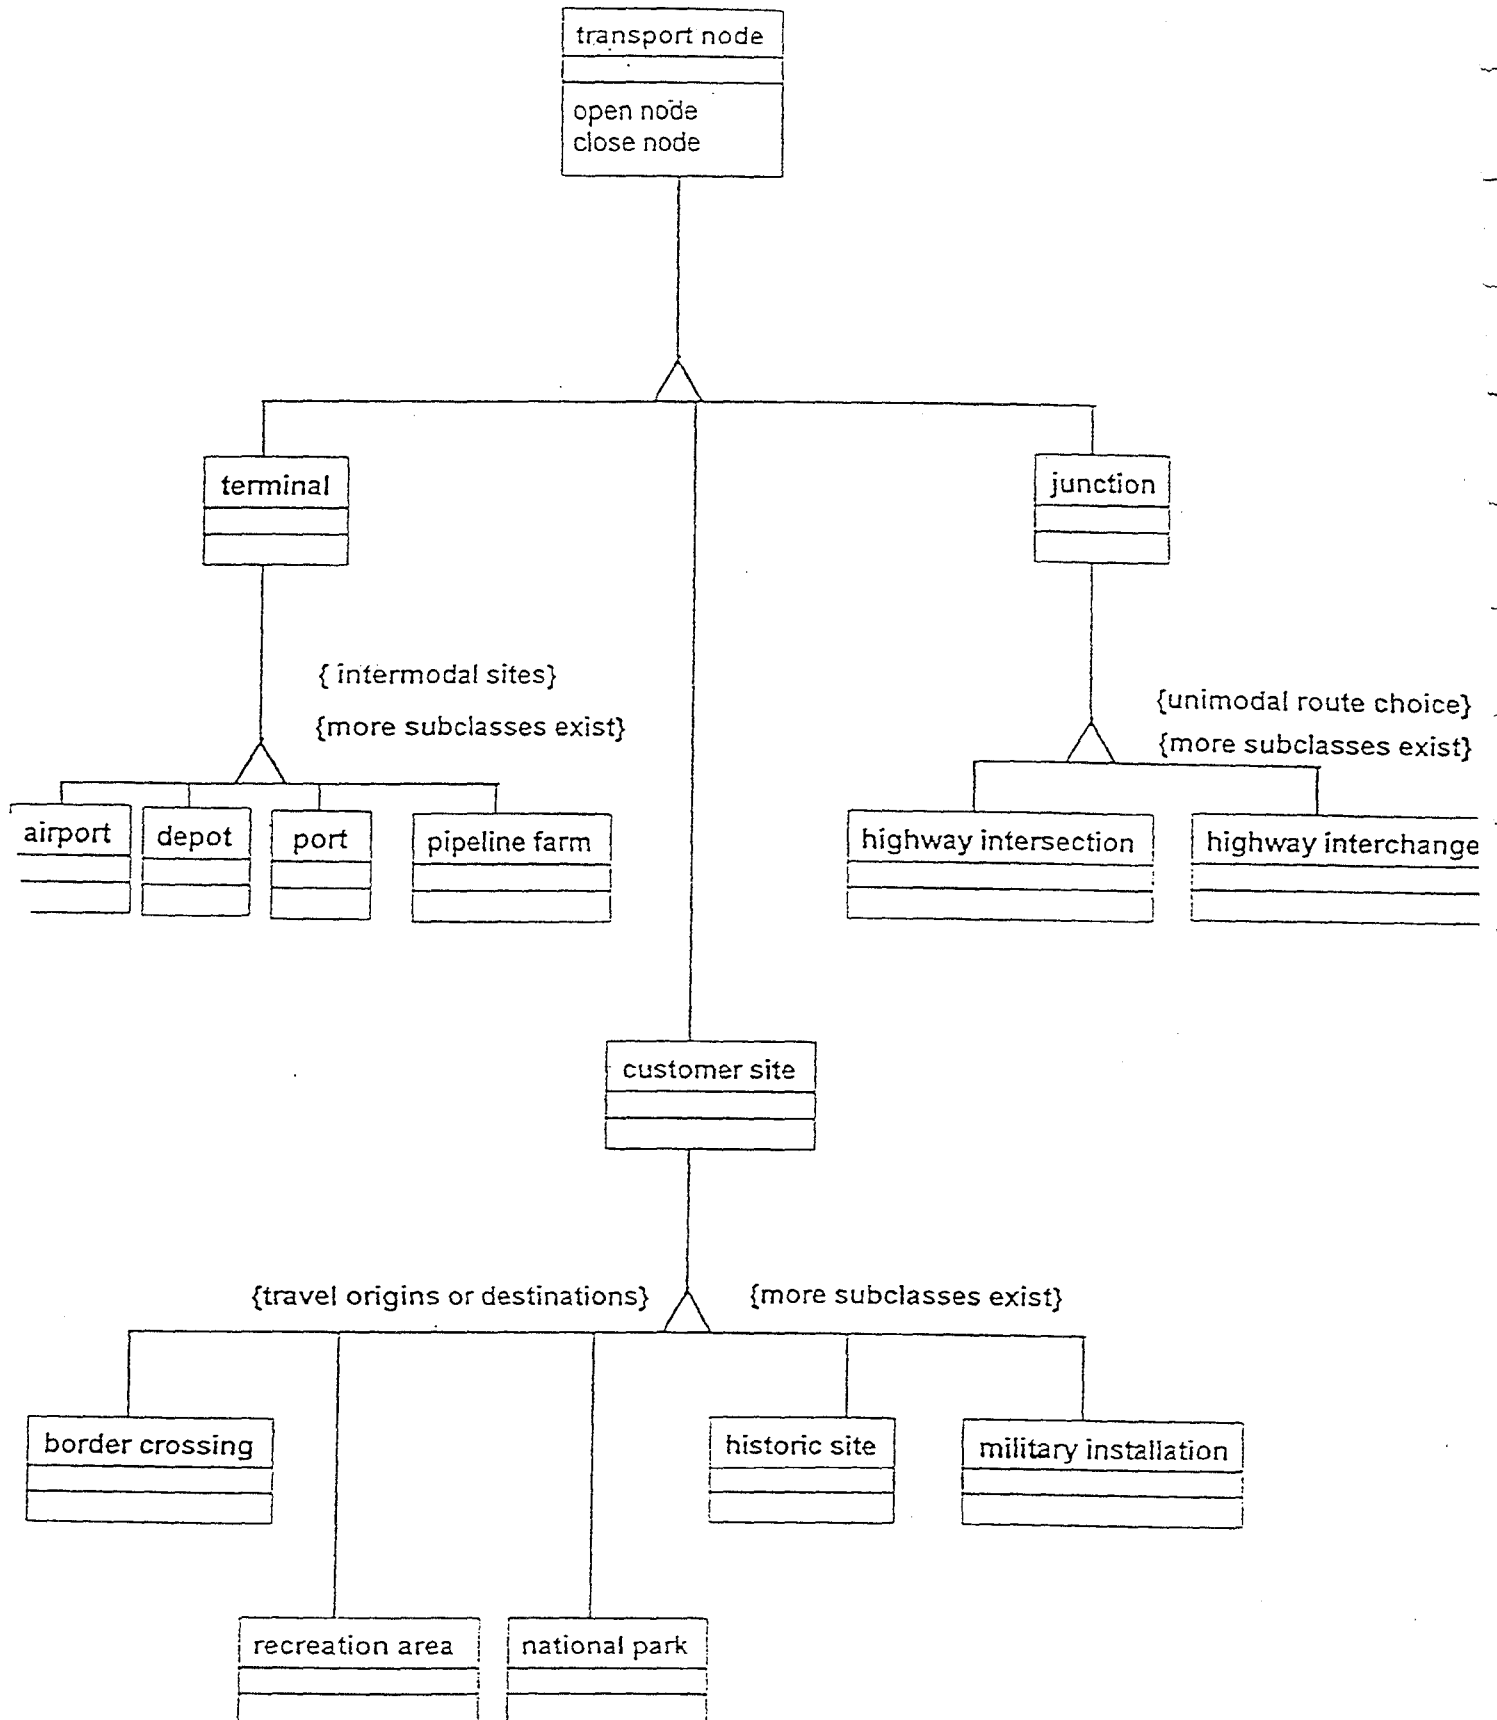 transport node
open node
close node
terminal
junction
{ intermodal sites}
{more subclasses exist}
{unimodal route choice}
{more subclasses exist}
airport
depot
port
pipeline farm
highway intersection
highway interchange
customer site
{travel origins or destinations}
{more subclasses exist}
border crossing
historic site
military installation
recreation area
national park